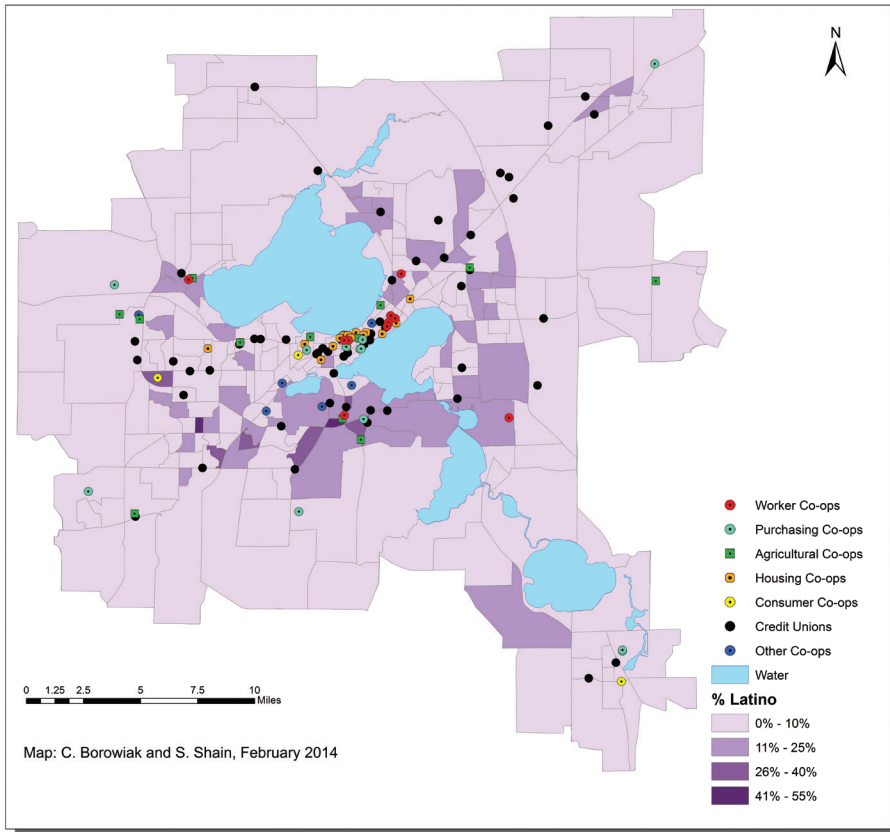 N
Worker Co-ops
Purchasing Co-ops
Agricultural Co-ops
Housing Co-ops
Consumer Co-ops
Credit Unions
Other Co-ops
Water
% Latino
0% - 10%
11% - 25%
26% - 40%
41% - 55%
0 1.25 2.5 5 7.5 10
Miles
Map: C. Borowiak and S. Shain, February 2014